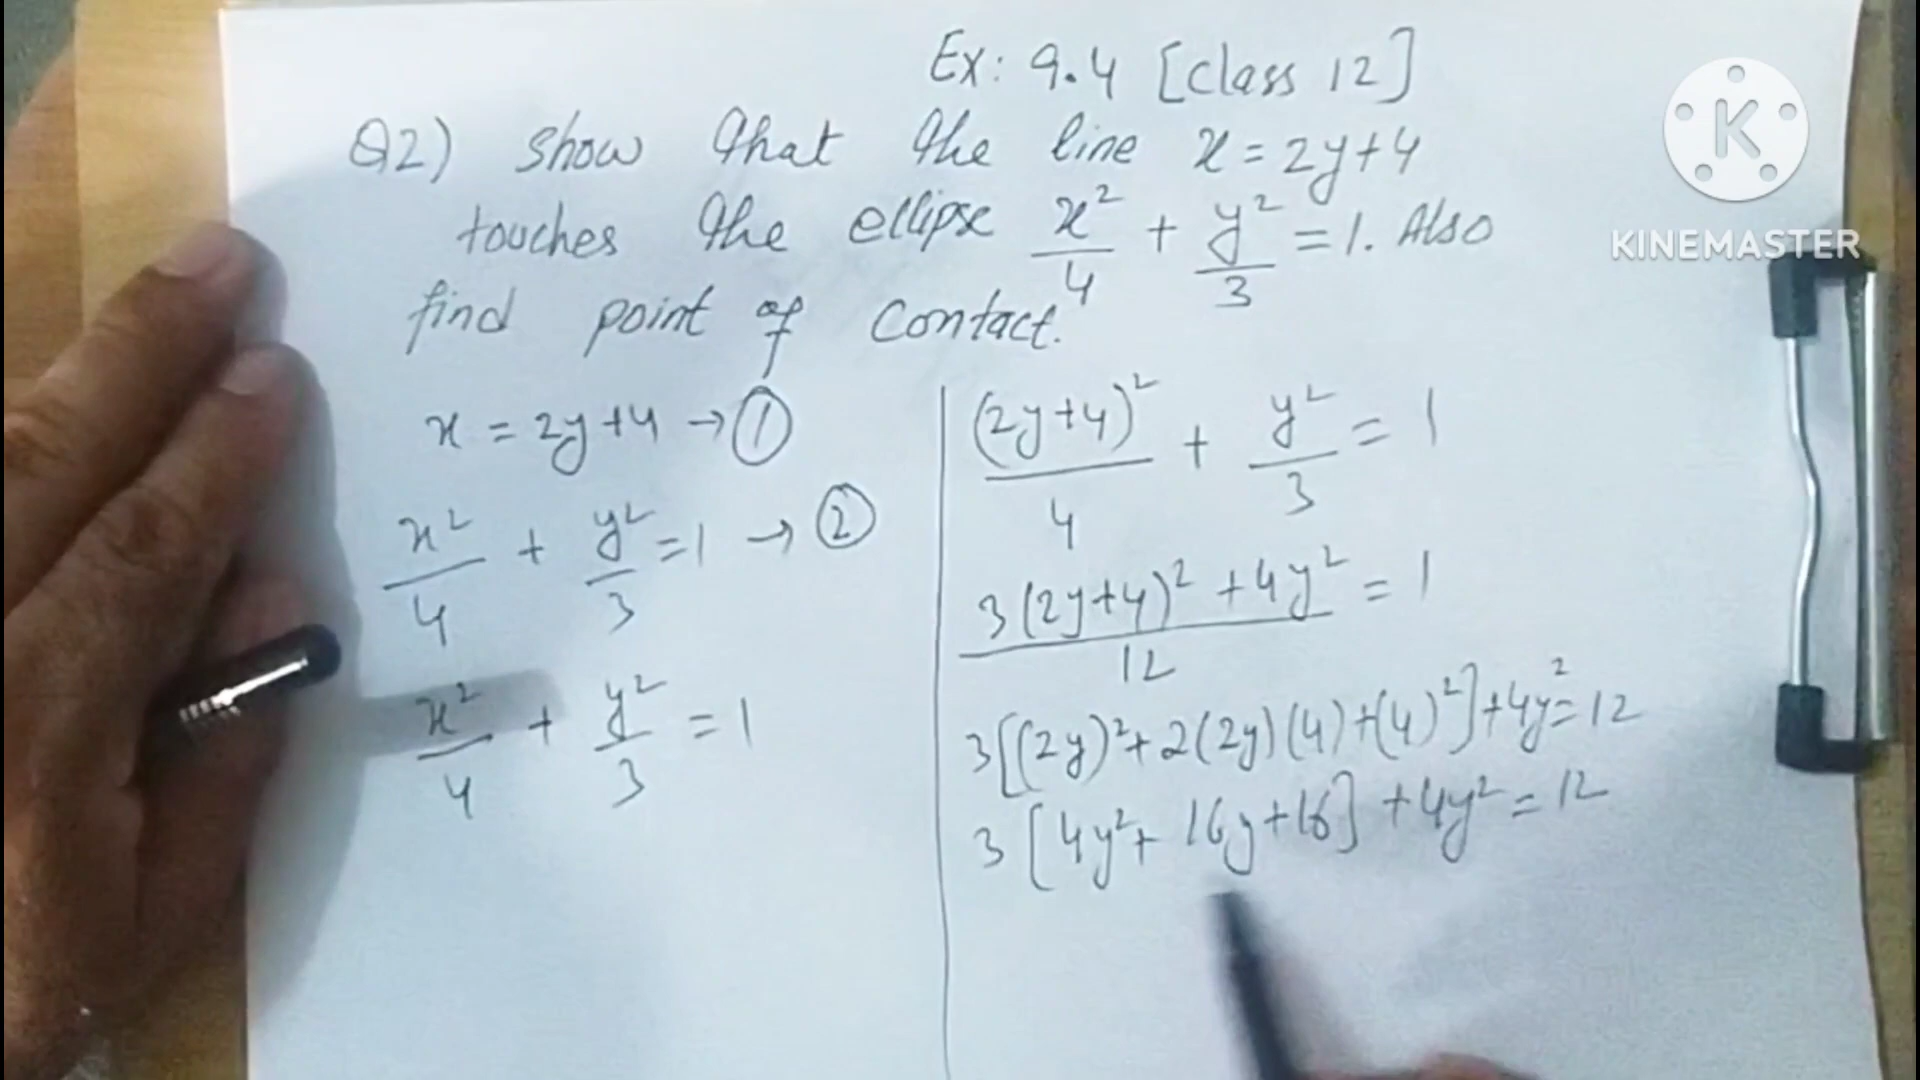 Ex: 9.4 [class 12]
Q2) show that the line x = 2y+4
touches the ellipse x²/4 + y²/3 = 1. Also
find point of contact.
x = 2y+4 → ①
x²/4 + y²/3 = 1 → ②
x²/4 + y²/3 = 1
(2y+4)²/4 + y²/3 = 1
3(2y+4)² + 4y²/12 = 1
3[(2y)² + 2(2y)(4) + (4)²] + 4y² = 12
3[4y² + 16y + 16] + 4y² = 12
K
KINEMASTER